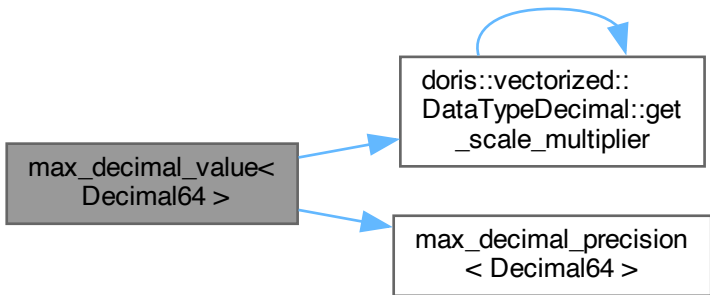 max_decimal_value<
Decimal64 >
doris::vectorized::
DataTypeDecimal::get
_scale_multiplier
max_decimal_precision
< Decimal64 >